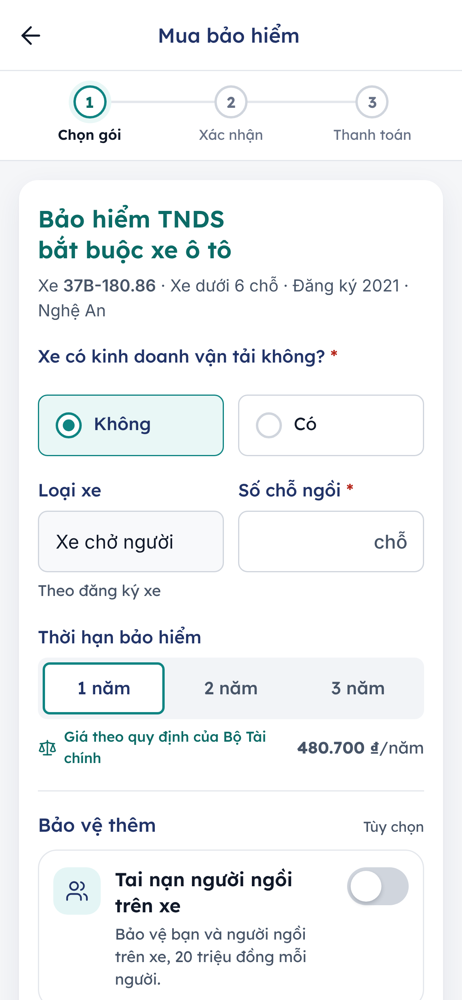 Mua bảo hiểm
1
2
3
Chọn gói
Xác nhận
Thanh toán
Bảo hiểm TNDS
bắt buộc xe ô tô
Xe 37B-180.86 · Xe dưới 6 chỗ · Đăng ký 2021 ·
Nghệ An
Xe có kinh doanh vận tải không? *
Không
Có
Loại xe
Số chỗ ngồi *
Xe chở người
chỗ
Theo đăng ký xe
Thời hạn bảo hiểm
1 năm
2 năm
3 năm
Giá theo quy định của Bộ Tài
chính
480.700 ₫/năm
Bảo vệ thêm
Tùy chọn
Tai nạn người ngồi
trên xe
Bảo vệ bạn và người ngồi
trên xe, 20 triệu đồng mỗi
người.